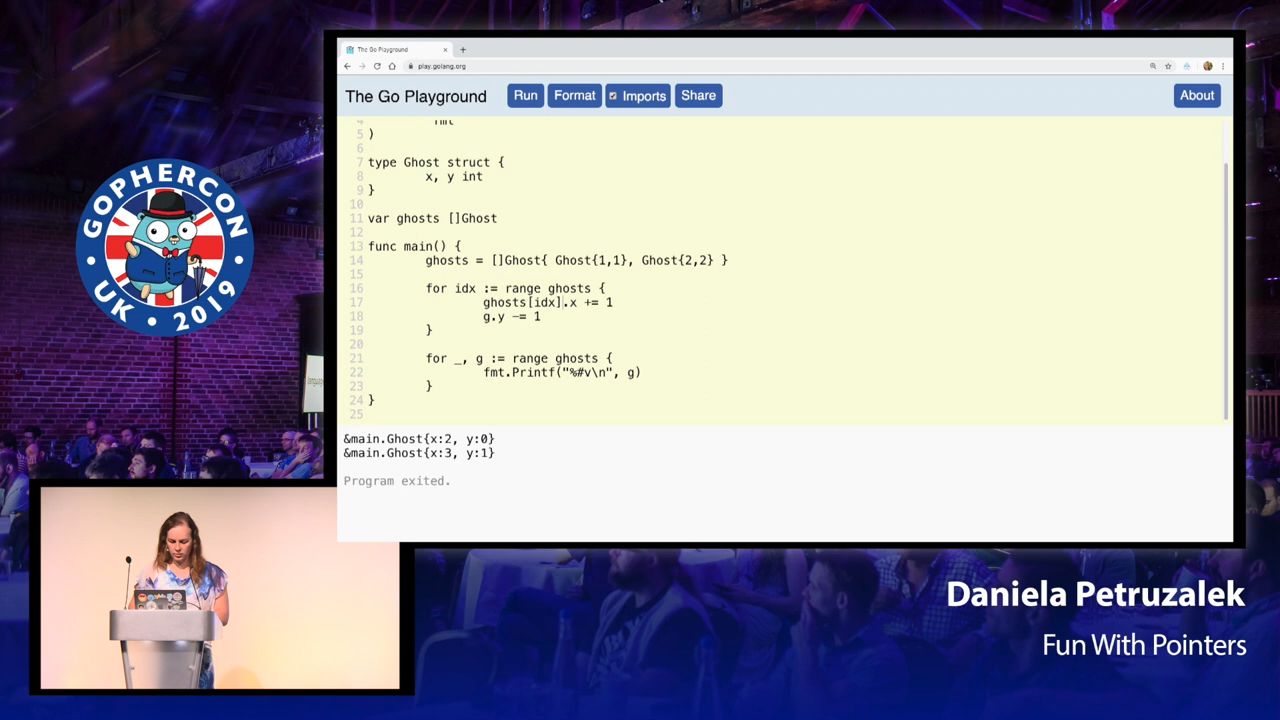 The Go Playground
play.golang.org
The Go Playground
Run
Format
Imports
Share
About
4
5 )
6
7 type Ghost struct {
8 x, y int
9 }
10
11 var ghosts []Ghost
12
13 func main() {
14 ghosts = []Ghost{ Ghost{1,1}, Ghost{2,2} }
15
16 for idx := range ghosts {
17 ghosts[idx].x += 1
18 g.y -= 1
19 }
20
21 for _, g := range ghosts {
22 fmt.Printf("%#v\n", g)
23 }
24 }
25
&main.Ghost{x:2, y:0}
&main.Ghost{x:3, y:1}
Program exited.
GOPHERCON
UK 2019
Daniela Petruzalek
Fun With Pointers